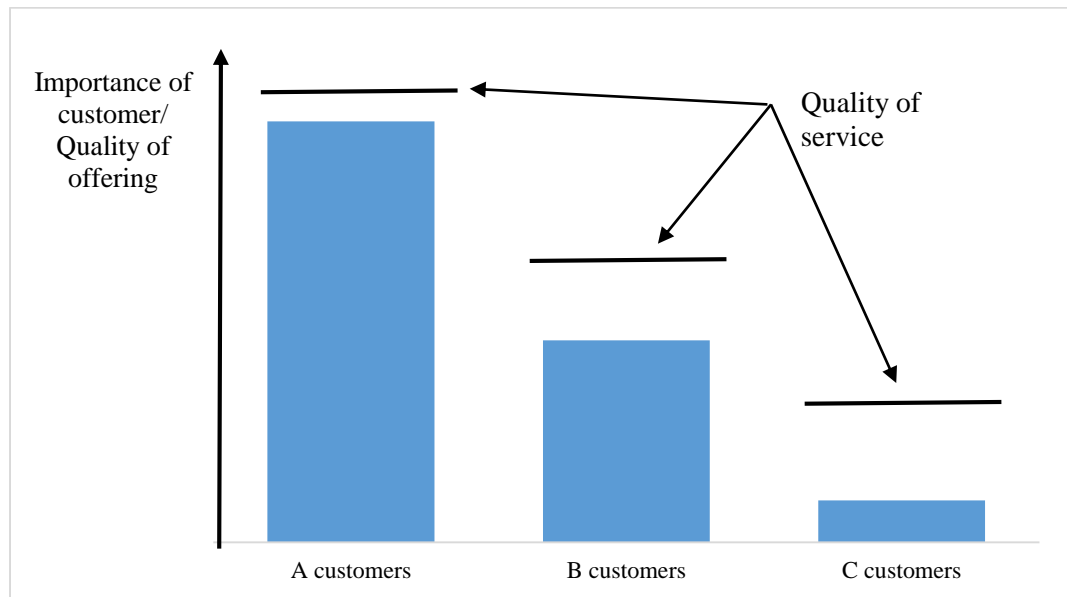 Importance of
customer/
Quality of
offering
Quality of
service
A customers
B customers
C customers